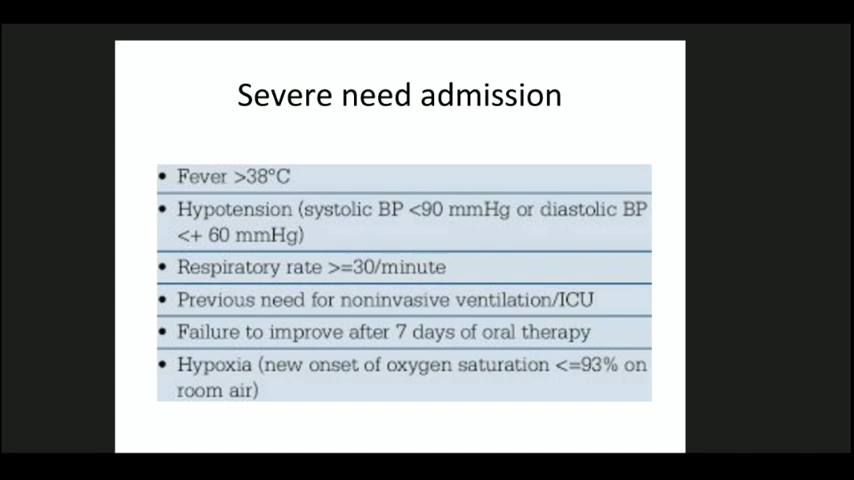 Severe need admission
• Fever >38°C
• Hypotension (systolic BP <90 mmHg or diastolic BP
<+ 60 mmHg)
• Respiratory rate >=30/minute
• Previous need for noninvasive ventilation/ICU
• Failure to improve after 7 days of oral therapy
• Hypoxia (new onset of oxygen saturation <=93% on
room air)